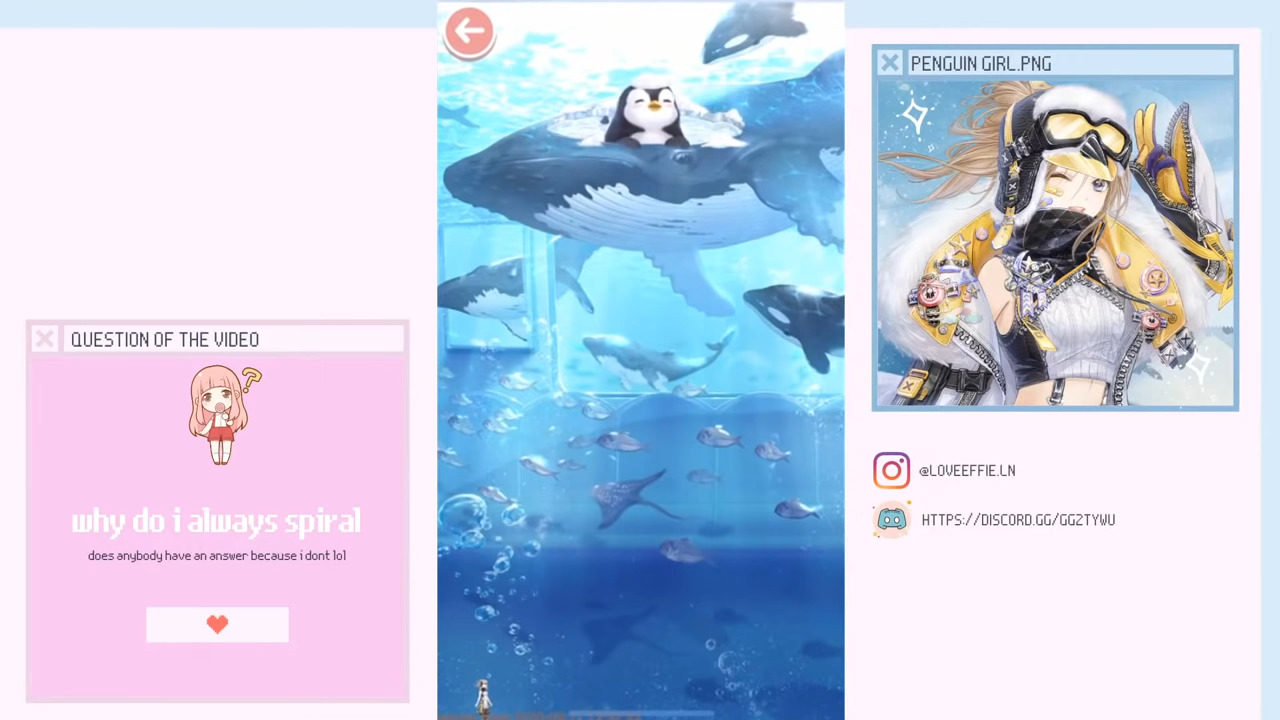 QUESTION OF THE VIDEO
why do i always spiral
does anybody have an answer because i dont lol
PENGUIN GIRL.PNG
@LOVEEFFIE.LN
HTTPS://DISCORD.GG/GG2TYWU